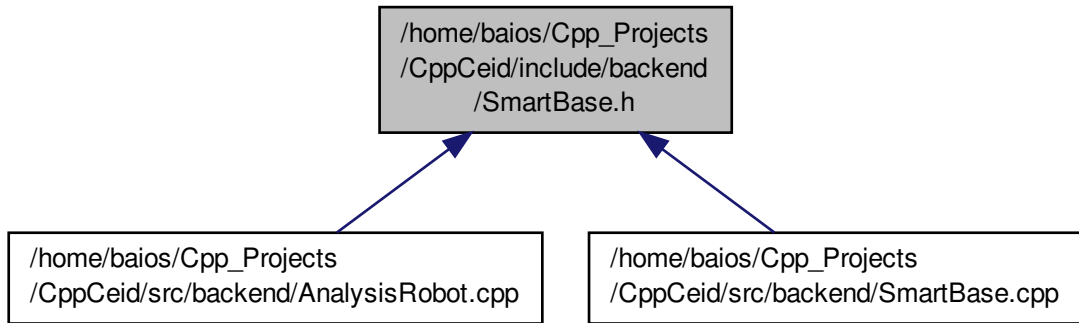 /home/baios/Cpp_Projects
/CppCeid/include/backend
/SmartBase.h
/home/baios/Cpp_Projects
/CppCeid/src/backend/AnalysisRobot.cpp
/home/baios/Cpp_Projects
/CppCeid/src/backend/SmartBase.cpp